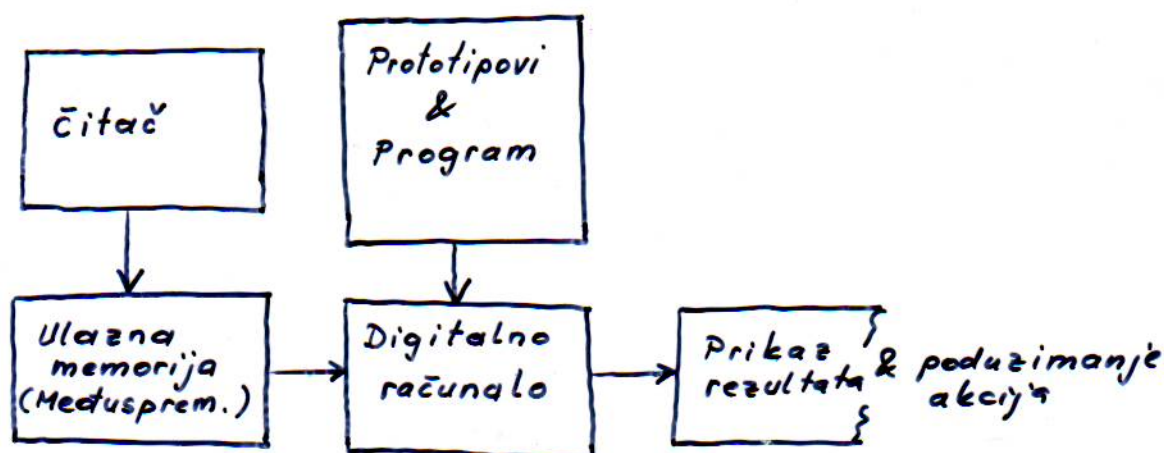 Čitač
Prototipovi
&
Program
Ulazna
memorija
(Međusprem.)
Digitalno
računalo
Prikaz
rezultata
& poduzimanje
akcija